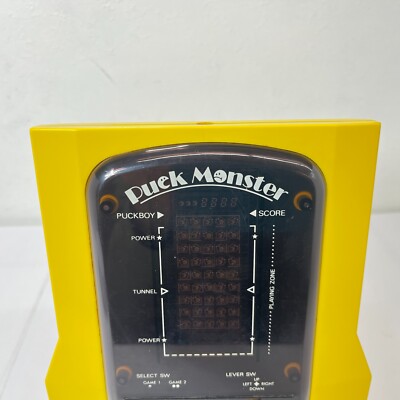 Puck Monster
PUCKBOY ▶ ◀ SCORE
POWER
TUNNEL
PLAYING ZONE
POWER
SELECT SW LEVER SW
GAME 1 GAME 2
UP
LEFT RIGHT
DOWN